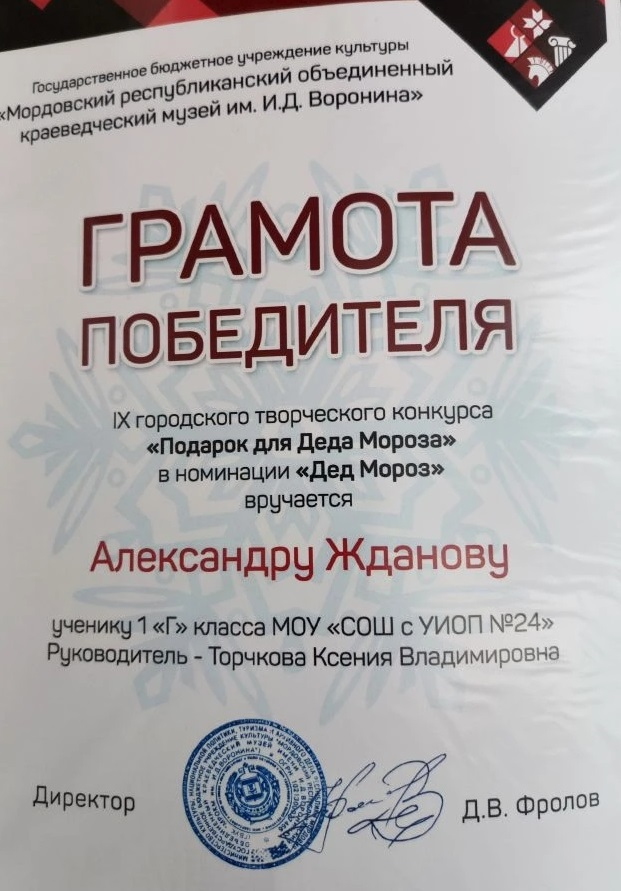 Государственное бюджетное учреждение культуры
«Мордовский республиканский объединенный
краеведческий музей им. И.Д. Воронина»
ГРАМОТА
ПОБЕДИТЕЛЯ
IX городского творческого конкурса
«Подарок для Деда Мороза»
в номинации «Дед Мороз»
вручается
Александру Жданову
ученику 1 «Г» класса МОУ «СОШ с УИОП №24»
Руководитель - Торчкова Ксения Владимировна
Директор
Д.В. Фролов